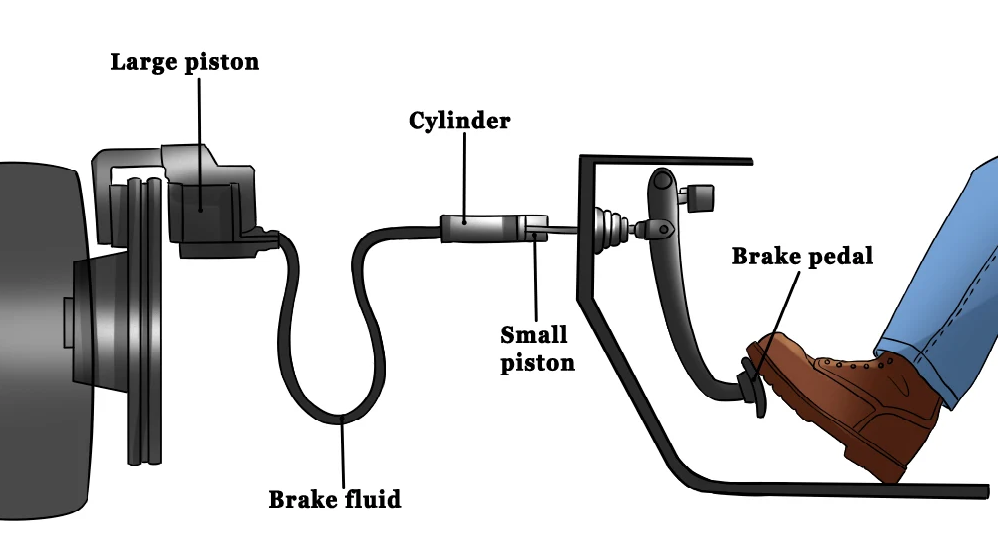 Large piston
Cylinder
Brake pedal
Small
piston
Brake fluid